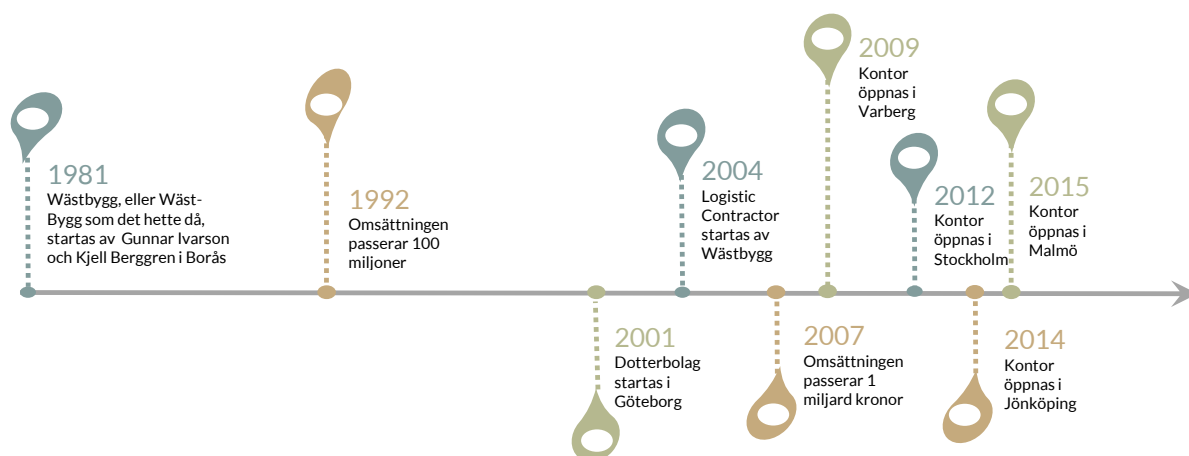 1981
Wästbygg, eller Wäst-
Bygg som det hette då,
startas av Gunnar Ivarson
och Kjell Berggren i Borås
1992
Omsättningen
passerar 100
miljoner
2001
Dotterbolag
startas i
Göteborg
2004
Logistic
Contractor
startas av
Wästbygg
2007
Omsättningen
passerar 1
miljard kronor
2009
Kontor
öppnas i
Varberg
2012
Kontor
öppnas i
Stockholm
2014
Kontor
öppnas i
Jönköping
2015
Kontor
öppnas i
Malmö